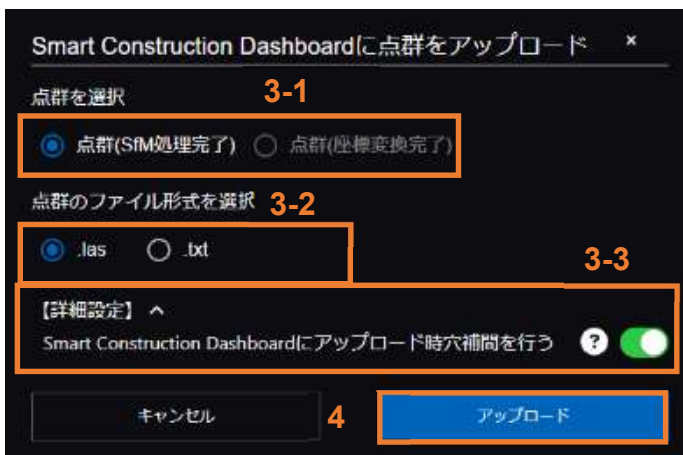 Smart Construction Dashboardに点群をアップロード ×
点群を選択 3-1
点群(SfM処理完了) 点群(座標変換完了)
点群のファイル形式を選択 3-2
.las .txt
3-3
【詳細設定】 ^
Smart Construction Dashboardにアップロード時穴補間を行う ?
キャンセル 4 アップロード